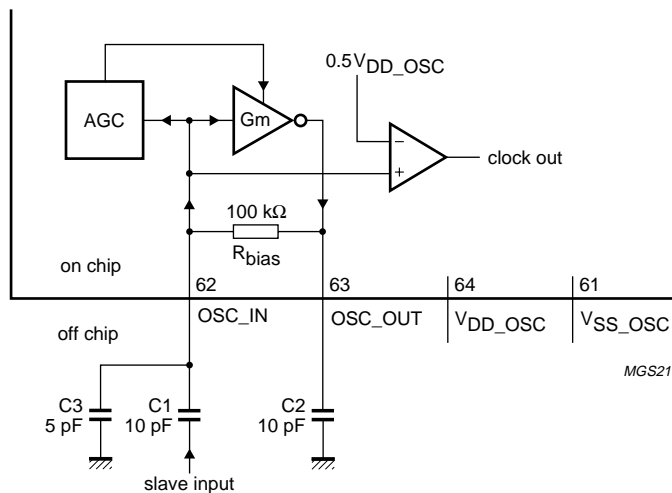 0.5VDD_OSC
AGC
Gm
clock out
100 kΩ
Rbias
on chip
62
63
64
61
off chip
OSC_IN
OSC_OUT
VDD_OSC
VSS_OSC
MGS21
C3
5 pF
C1
10 pF
C2
10 pF
slave input
− 
+